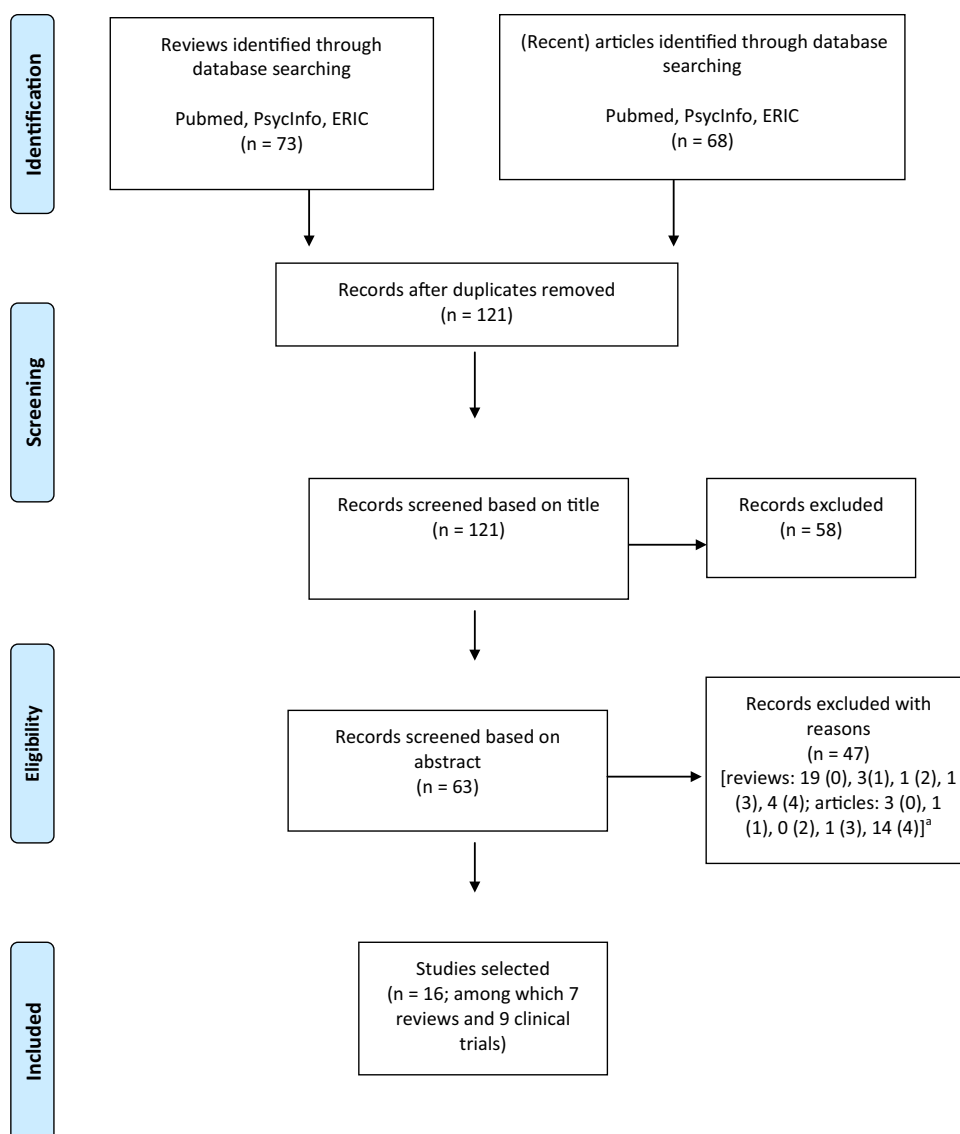 Identification
Reviews identified through
database searching
Pubmed, PsycInfo, ERIC
(n = 73)
(Recent) articles identified through database
searching
Pubmed, PsycInfo, ERIC
(n = 68)
Records after duplicates removed
(n = 121)
Screening
Records screened based on title
(n = 121)
Records excluded
(n = 58)
Eligibility
Records screened based on
abstract
(n = 63)
Records excluded with
reasons
(n = 47)
[reviews: 19 (0), 3(1), 1 (2), 1
(3), 4 (4); articles: 3 (0), 1
(1), 0 (2), 1 (3), 14 (4)]a
Included
Studies selected
(n = 16; among which 7
reviews and 9 clinical
trials)